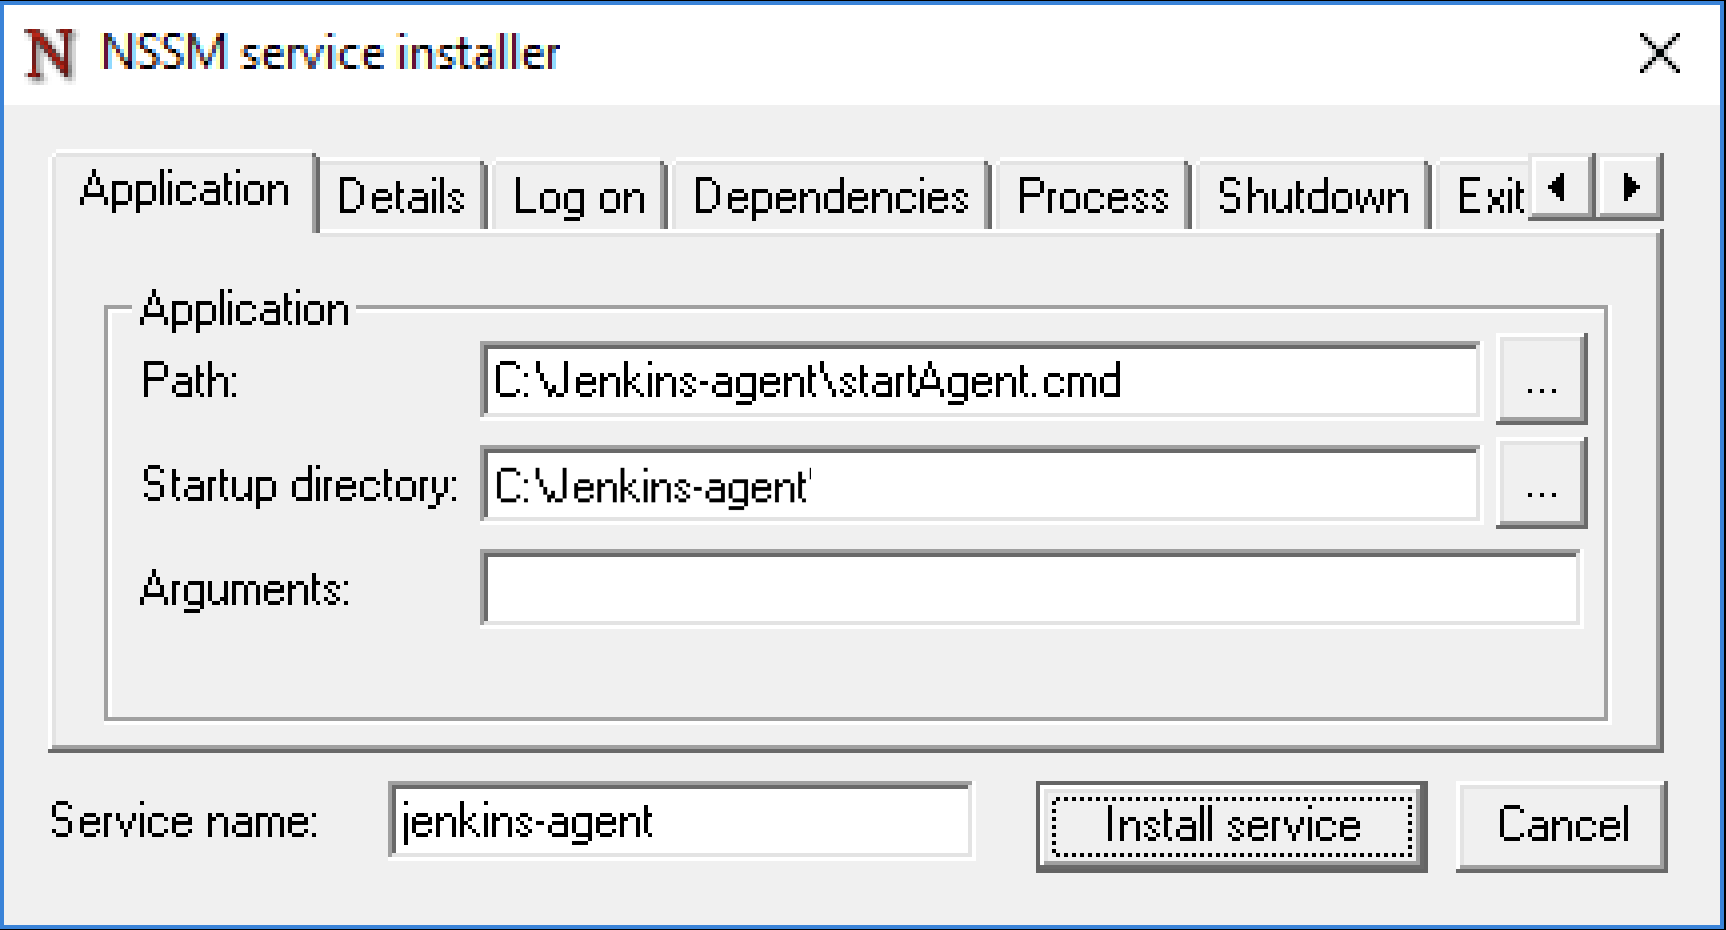 N NSSM service installer
Application Details Log on Dependencies Process Shutdown Exit
Application
Path: C:\Jenkins-agent\startAgent.cmd ...
Startup directory: C:\Jenkins-agent' ...
Arguments:
Service name: jenkins-agent Install service Cancel